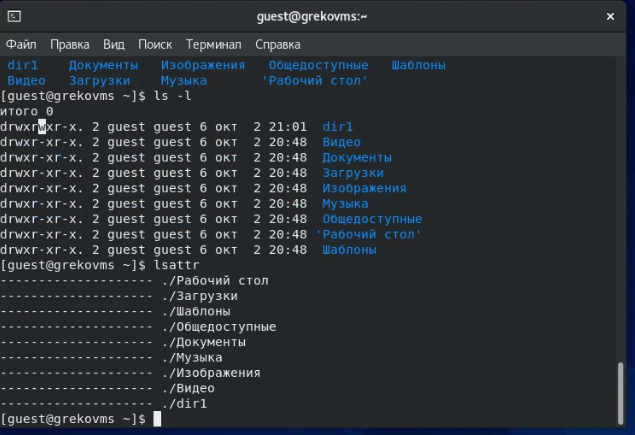 guest@grekovms:~
Файл Правка Вид Поиск Терминал Справка
dir1 Документы Изображения Общедоступные Шаблоны
Видео Загрузки Музыка 'Рабочий стол'
[guest@grekovms ~]$ ls -l
итого 0
drwxrwxr-x. 2 guest guest 6 окт 2 21:01 dir1
drwxr-xr-x. 2 guest guest 6 окт 2 20:48 Видео
drwxr-xr-x. 2 guest guest 6 окт 2 20:48 Документы
drwxr-xr-x. 2 guest guest 6 окт 2 20:48 Загрузки
drwxr-xr-x. 2 guest guest 6 окт 2 20:48 Изображения
drwxr-xr-x. 2 guest guest 6 окт 2 20:48 Музыка
drwxr-xr-x. 2 guest guest 6 окт 2 20:48 Общедоступные
drwxr-xr-x. 2 guest guest 6 окт 2 20:48 'Рабочий стол'
drwxr-xr-x. 2 guest guest 6 окт 2 20:48 Шаблоны
[guest@grekovms ~]$ lsattr
-------------------- ./Рабочий стол
-------------------- ./Загрузки
-------------------- ./Шаблоны
-------------------- ./Общедоступные
-------------------- ./Документы
-------------------- ./Музыка
-------------------- ./Изображения
-------------------- ./Видео
-------------------- ./dir1
[guest@grekovms ~]$